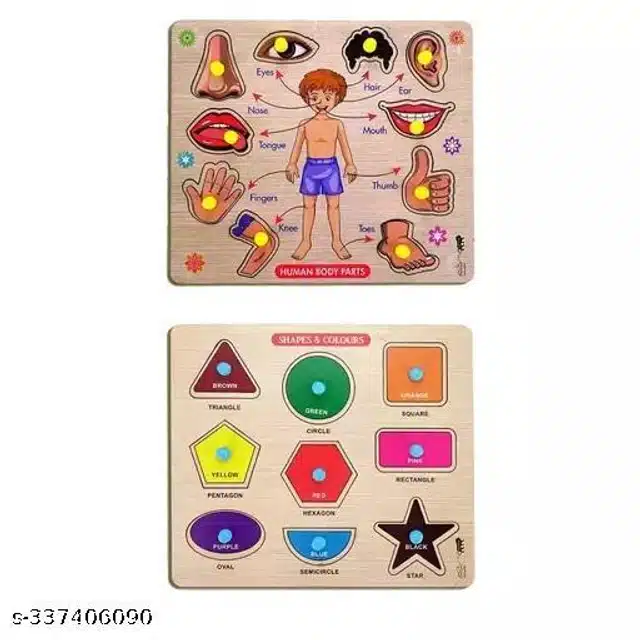 Eyes
Hair
Ear
Nose
Mouth
Tongue
Thumb
Fingers
Knee
Toes
HUMAN BODY PARTS
SHAPES & COLOURS
BROWN
TRIANGLE
GREEN
CIRCLE
ORANGE
SQUARE
YELLOW
PENTAGON
RED
HEXAGON
PINK
RECTANGLE
PURPLE
OVAL
BLUE
SEMICIRCLE
BLACK
STAR
s-337406090